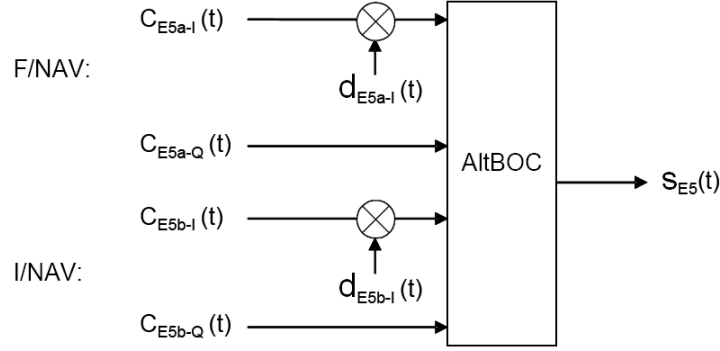 C_E5a-I (t)
F/NAV:
d_E5a-I (t)
C_E5a-Q (t)
AltBOC
S_E5(t)
C_E5b-I (t)
I/NAV:
d_E5b-I (t)
C_E5b-Q (t)